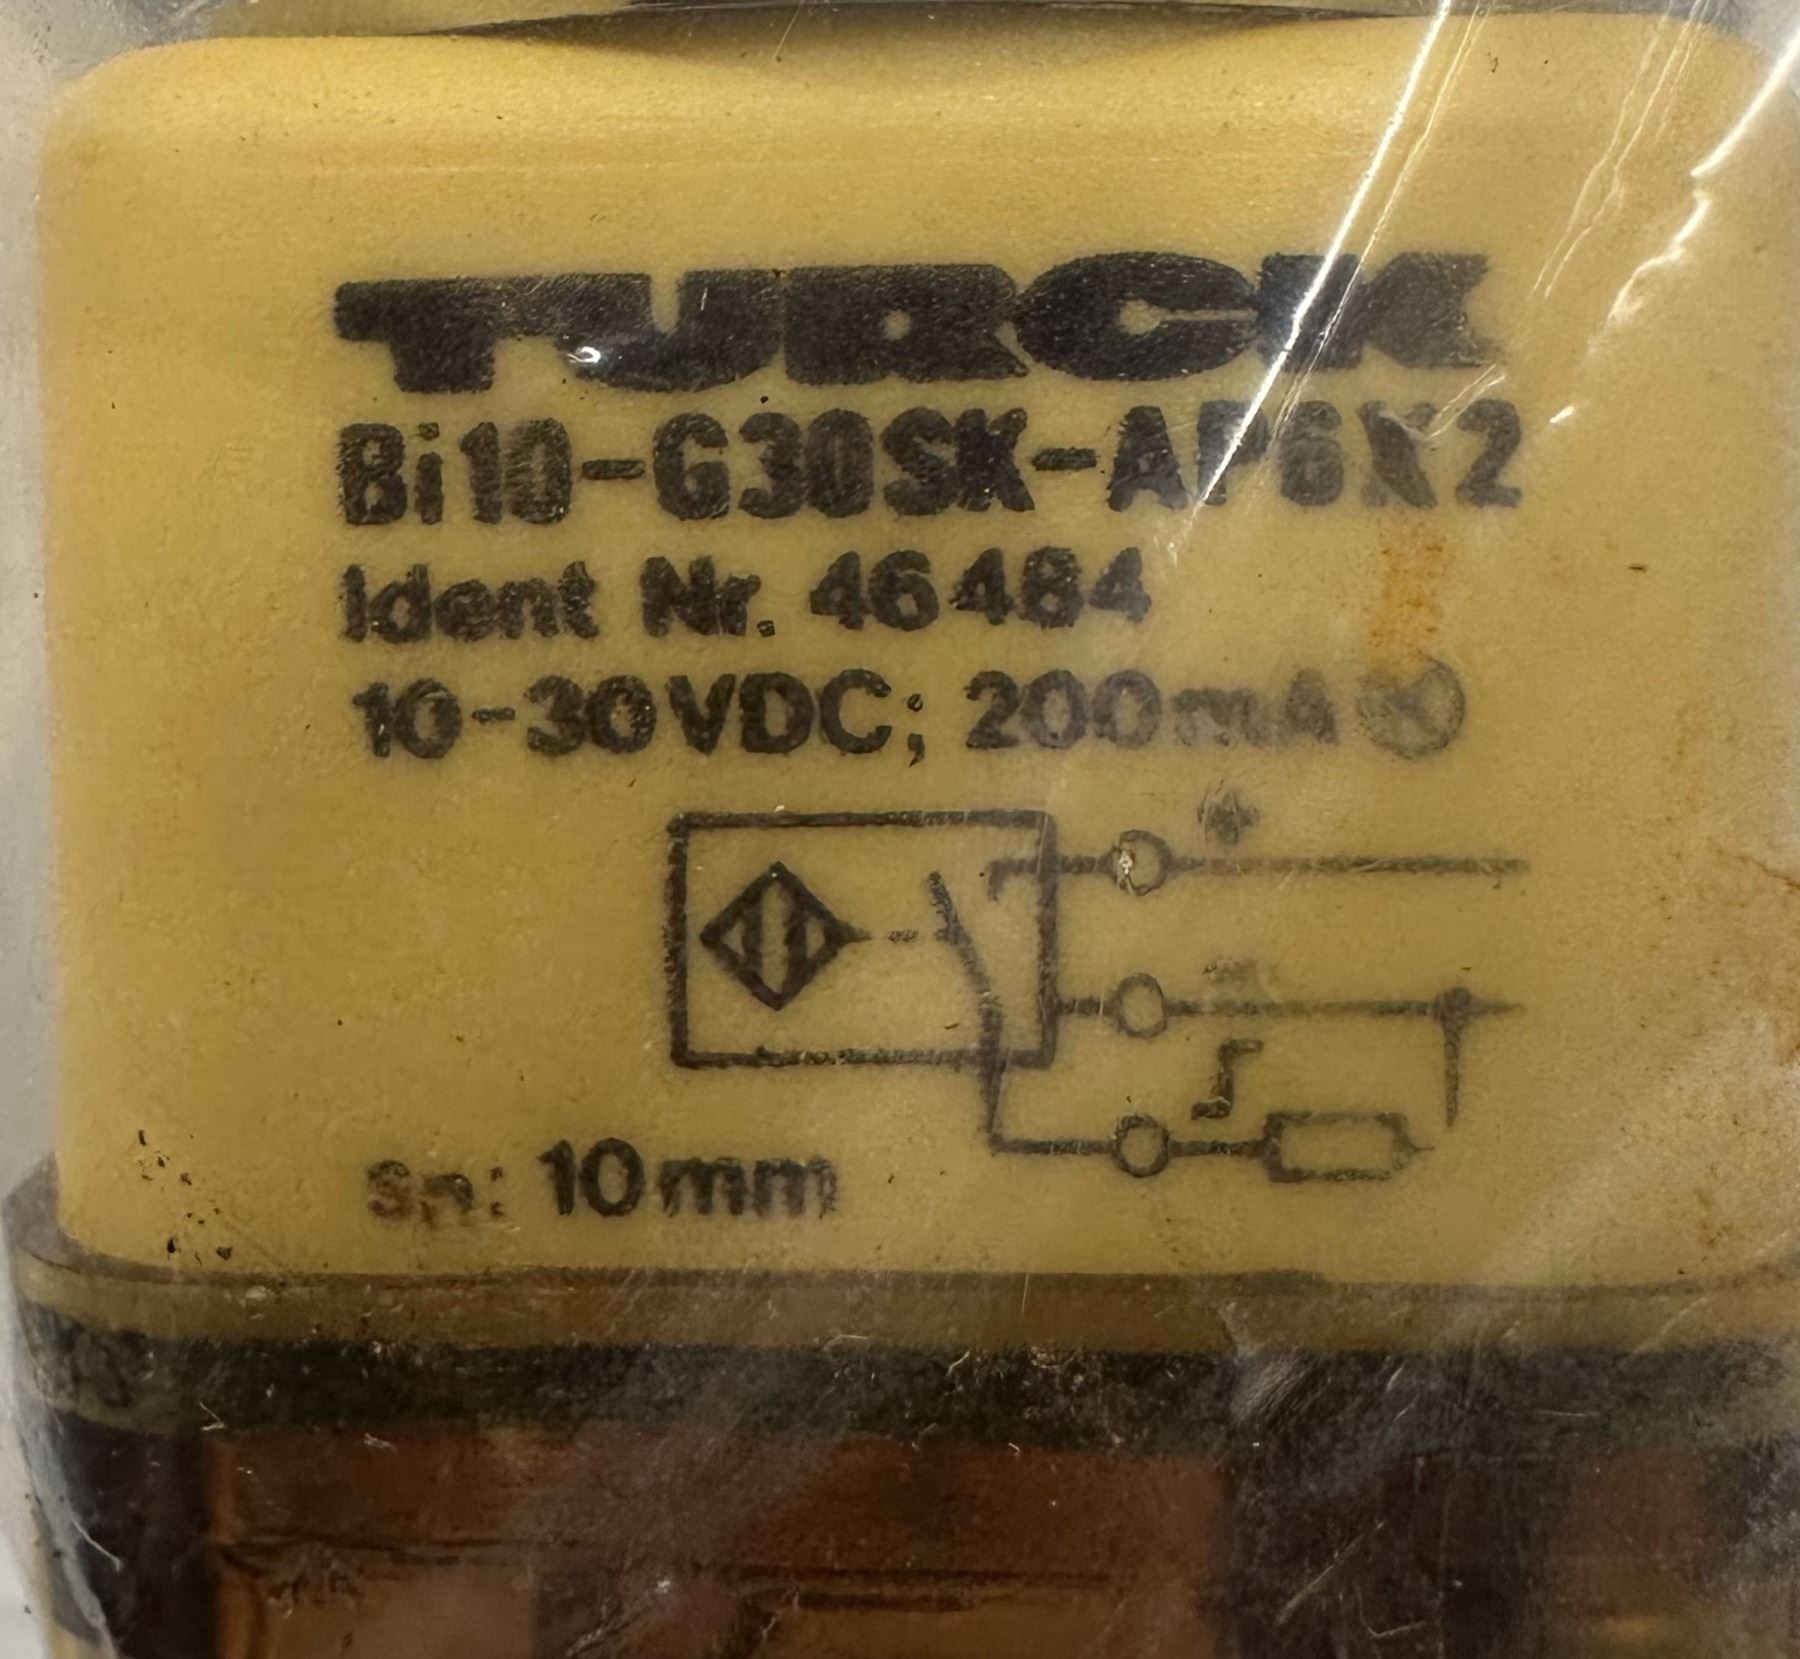 TURCK
Bi10-G30SK-AP6X2
Ident Nr. 46484
10-30VDC; 200mA
+
-
sn: 10mm